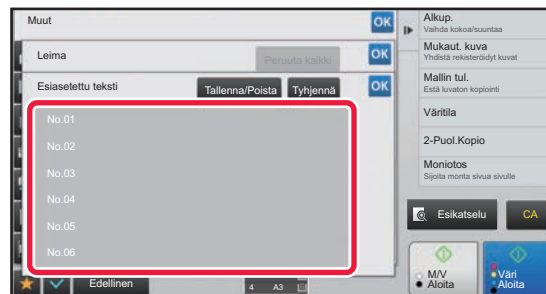 Muut
OK
Leima
Peruuta kaikki
OK
Esiasetettu teksti
Tallenna/Poista
Tyhjennä
OK
No.01
No.02
No.03
No.04
No.05
No.06
Edellinen
4 A3
Alkup.
Vaihda kokoa/suuntaa
Mukaut. kuva
Yhdistä rekisteröidyt kuvat
Mallin tul.
Estä luvaton kopiointi
Väritila
2-Puol.Kopio
Moniotos
Sijoita monta sivua sivulle
Esikatselu
CA
M/V
Aloita
Väri
Aloita